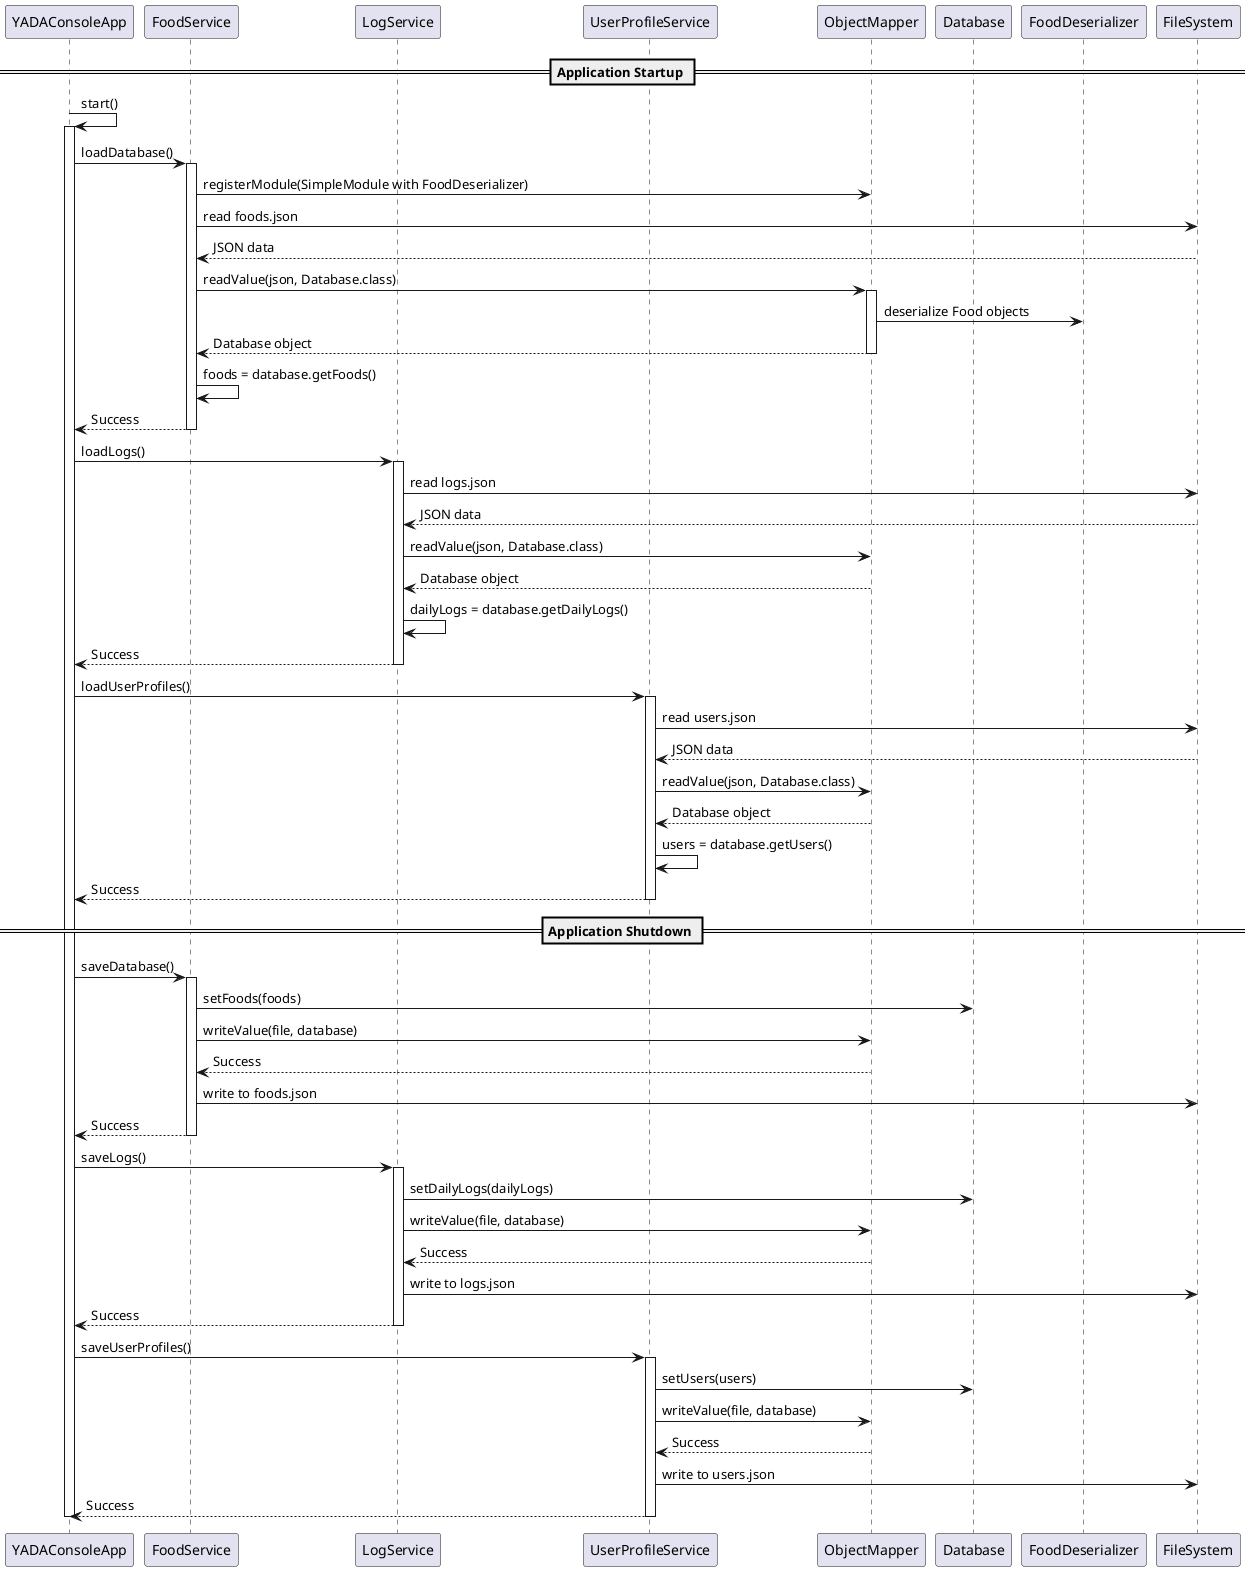 YADAConsoleApp FoodService LogService UserProfileService ObjectMapper Database FoodDeserializer FileSystem
Application Startup
start()
loadDatabase()
registerModule(SimpleModule with FoodDeserializer)
read foods.json
JSON data
readValue(json, Database.class)
deserialize Food objects
Database object
foods = database.getFoods()
Success
loadLogs()
read logs.json
JSON data
readValue(json, Database.class)
Database object
dailyLogs = database.getDailyLogs()
Success
loadUserProfiles()
read users.json
JSON data
readValue(json, Database.class)
Database object
users = database.getUsers()
Success
Application Shutdown
saveDatabase()
setFoods(foods)
writeValue(file, database)
Success
write to foods.json
Success
saveLogs()
setDailyLogs(dailyLogs)
writeValue(file, database)
Success
write to logs.json
Success
saveUserProfiles()
setUsers(users)
writeValue(file, database)
Success
write to users.json
Success
YADAConsoleApp FoodService LogService UserProfileService ObjectMapper Database FoodDeserializer FileSystem